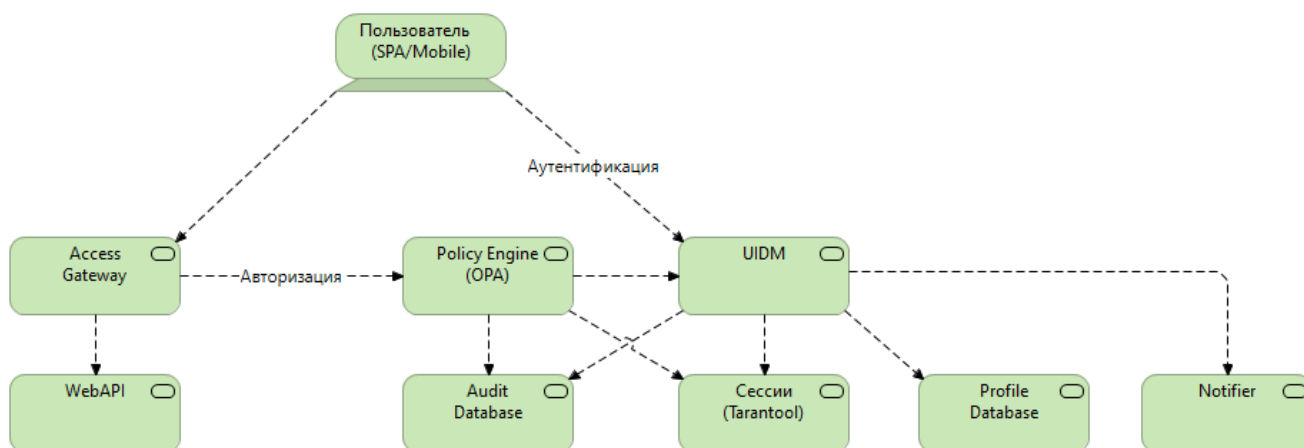 Пользователь
(SPA/Mobile)
Аутентификация
Access
Gateway
Авторизация
Policy Engine
(OPA)
UIDM
WebAPI
Audit
Database
Сессии
(Tarantool)
Profile
Database
Notifier